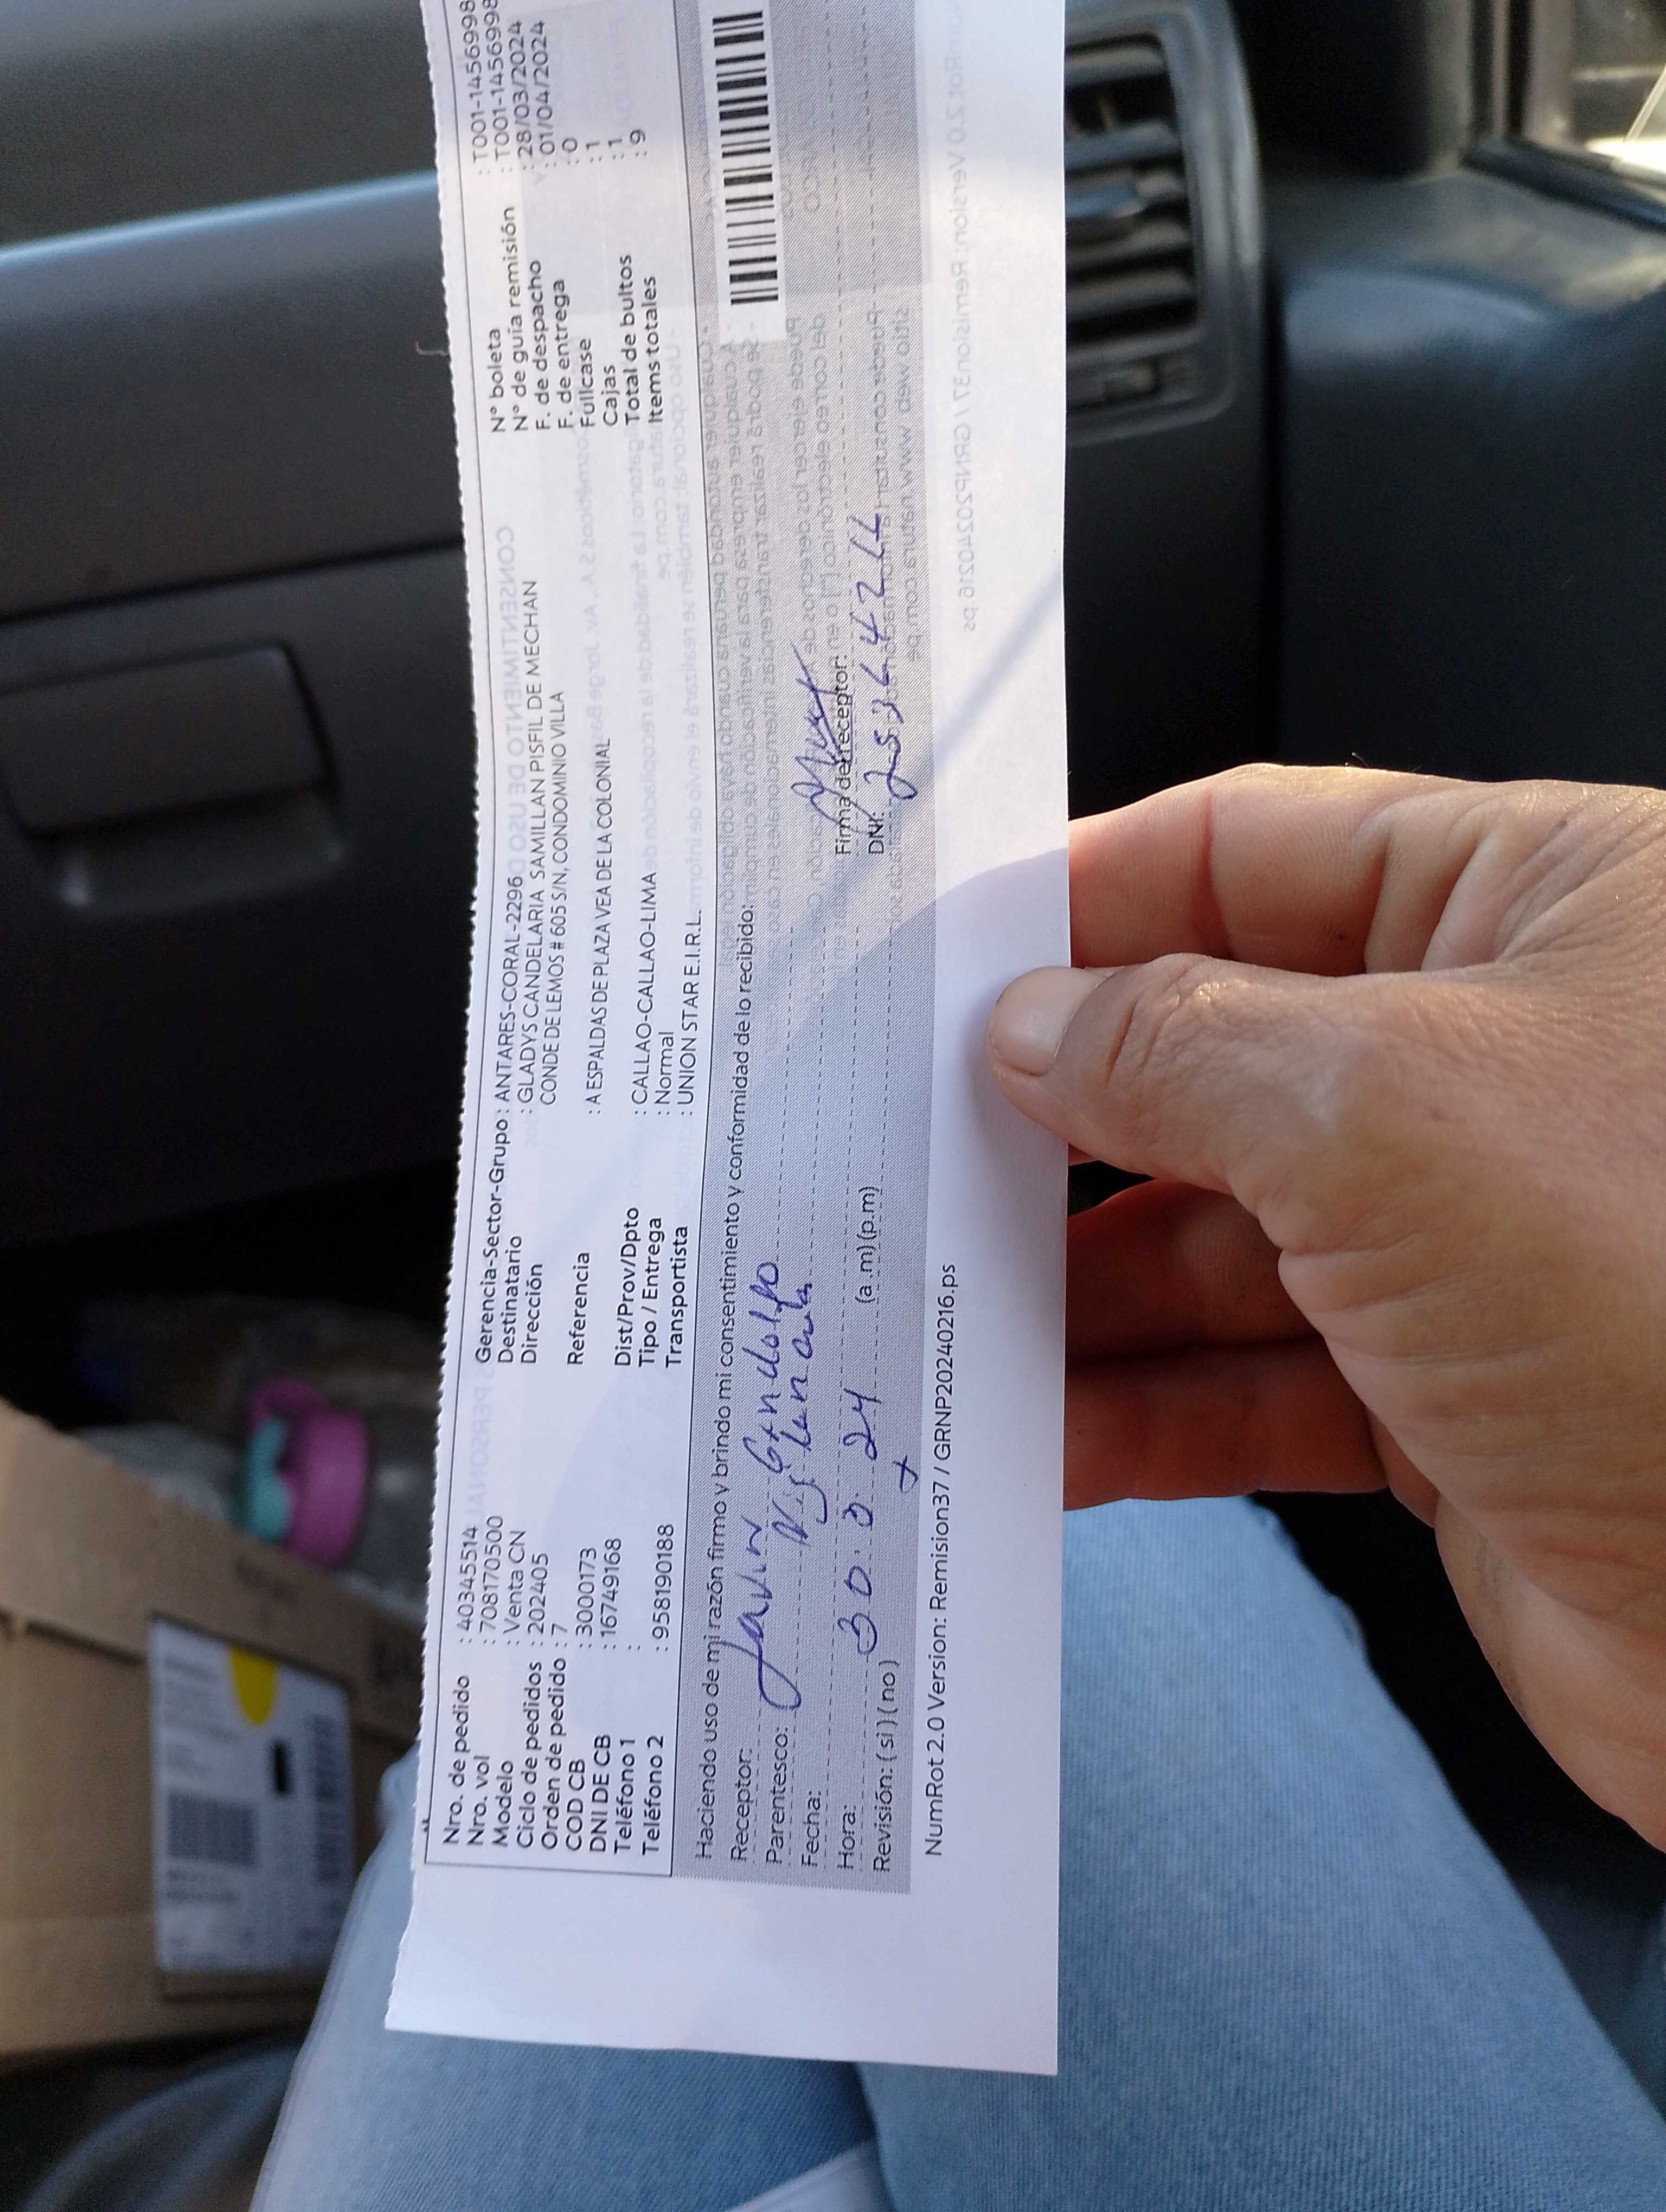 Nro. de pedido : 40345514
Nro. vol : 708170500
Modelo : Venta CN
Ciclo de pedidos : 202405
Orden de pedido : 7
COD CB : 3000173
DNI DE CB : 16749168
Teléfono 1 :
Teléfono 2 : 958190188
Gerencia-Sector-Grupo : ANTARES-CORAL-2296
Destinatario : GLADYS CANDELARIA SAMILLAN PISFIL DE MECHAN
Dirección CONDE DE LEMOS # 605 S/N, CONDOMINIO VILLA
Referencia : A ESPALDAS DE PLAZA VEA DE LA COLONIAL
Dist/Prov/Dpto : CALLAO-CALLAO-LIMA
Tipo / Entrega : Normal
Transportista : UNION STAR E.I.R.L.
N° boleta : T001-1456998
N° de guía remisión : T001-1456998
F. de despacho : 28/03/2024
F. de entrega : 01/04/2024
Fullcase : 0
Cajas : 1
Total de bultos : 1
Items totales : 9
Haciendo uso de mi razón firmo y brindo mi consentimiento y conformidad de lo recibido:
Receptor:
Parentesco:
Fecha: 30. 3. 24
Hora: (a.m) (p.m)
Revisión: ( si ) ( no )
Firma del receptor:
DNI:
NumRot 2.0 Version: Remision37 / GRNP20240216.ps